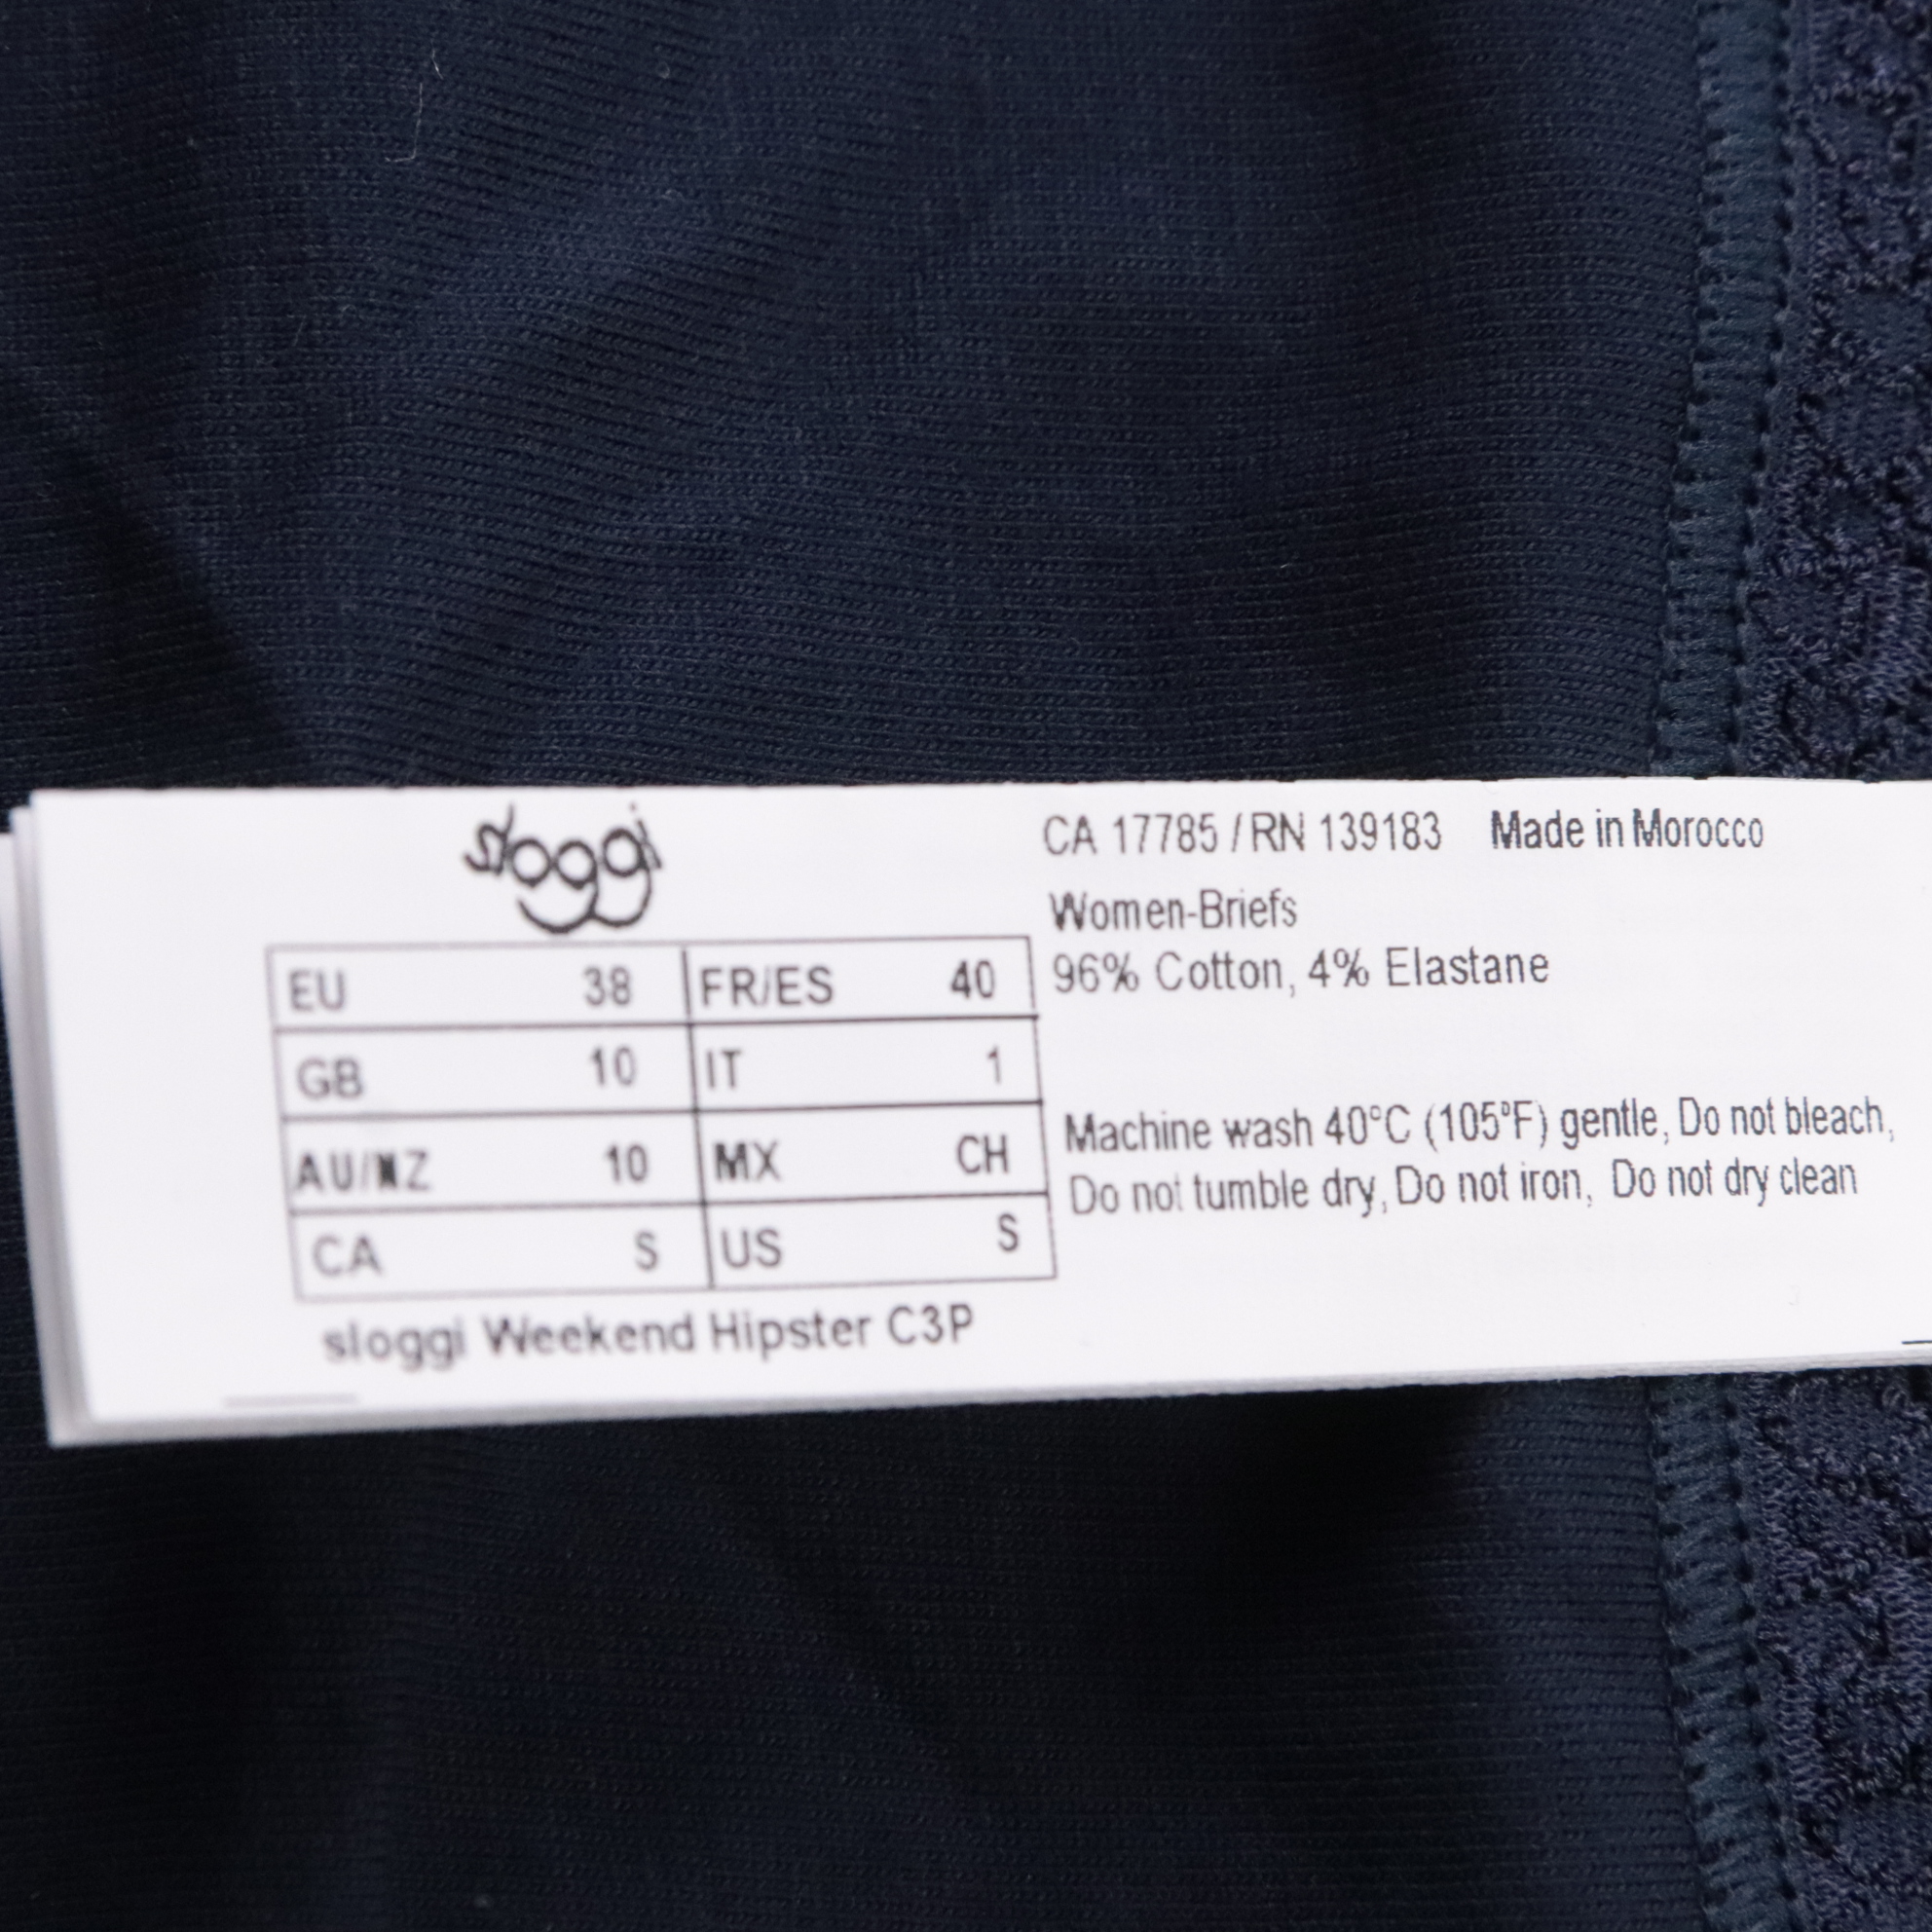 sloggi
EU 38 FR/ES 40
GB 10 IT 1
AU/NZ 10 MX CH
CA S US S
sloggi Weekend Hipster C3P
CA 17785 / RN 139183 Made in Morocco
Women-Briefs
96% Cotton, 4% Elastane
Machine wash 40°C (105°F) gentle, Do not bleach,
Do not tumble dry, Do not iron, Do not dry clean